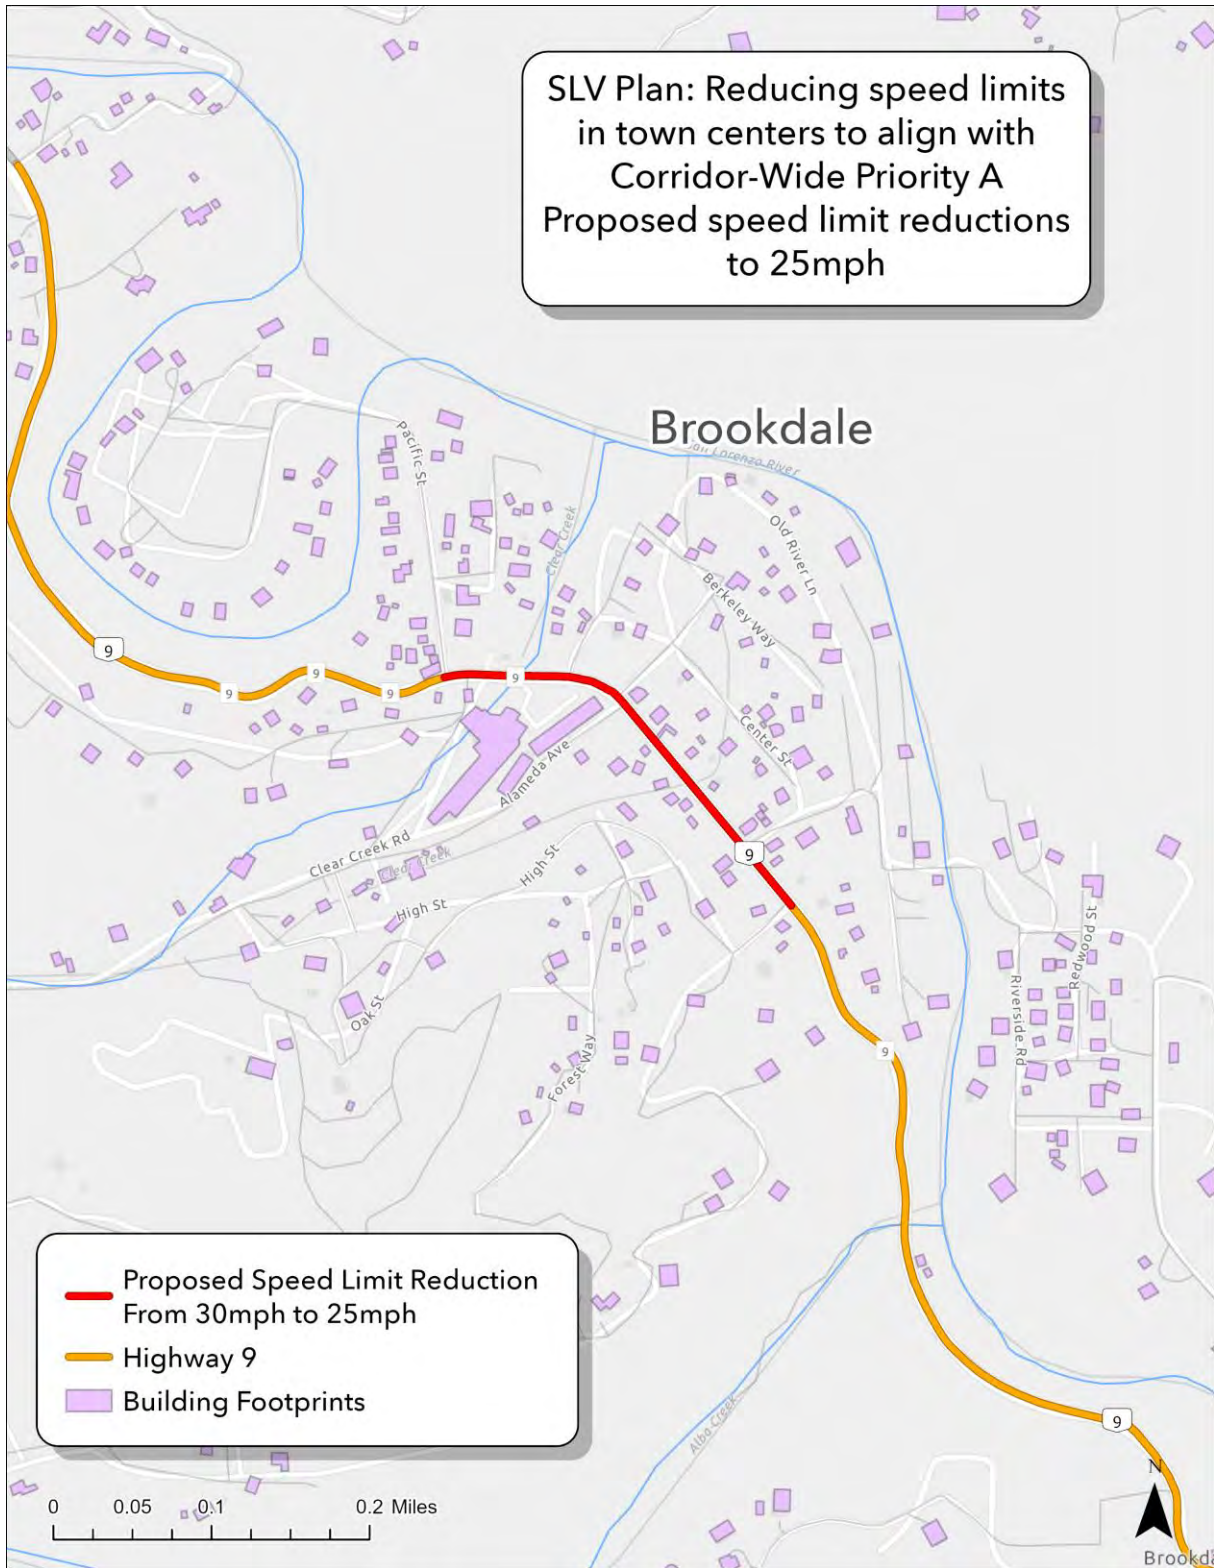 SLV Plan: Reducing speed limits
in town centers to align with
Corridor-Wide Priority A
Proposed speed limit reductions
to 25mph
Brookdale
San Lorenzo River
Pacific St
Clear Creek
Old River Ln
Berkeley Way
9
9
9
9
9
Center St
Alameda Ave
Clear Creek Rd
Clear Creek
High St
9
High St
Oak St
Redwood St
Riverside Rd
Forest Way
9
Proposed Speed Limit Reduction
From 30mph to 25mph
Highway 9
Building Footprints
Alba Creek
9
N
0 0.05 0.1 0.2 Miles
Brookd